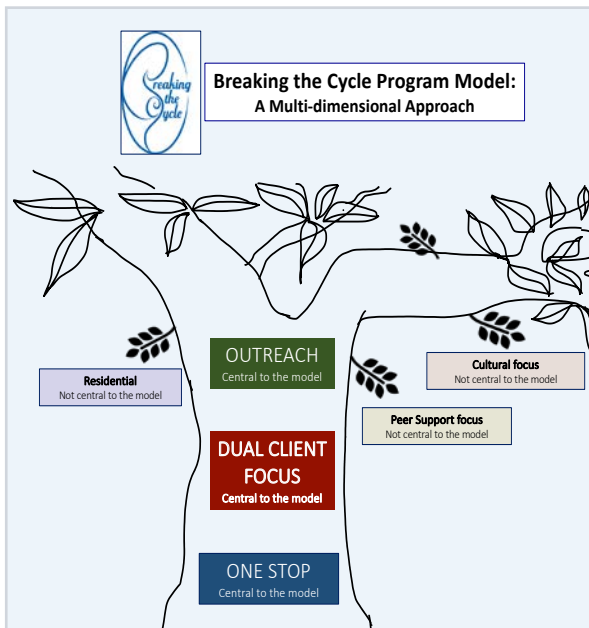 Breaking
the
Cycle
Breaking the Cycle Program Model:
A Multi-dimensional Approach
OUTREACH
Central to the model
Residential
Not central to the model
Cultural focus
Not central to the model
Peer Support focus
Not central to the model
DUAL CLIENT
FOCUS
Central to the model
ONE STOP
Central to the model